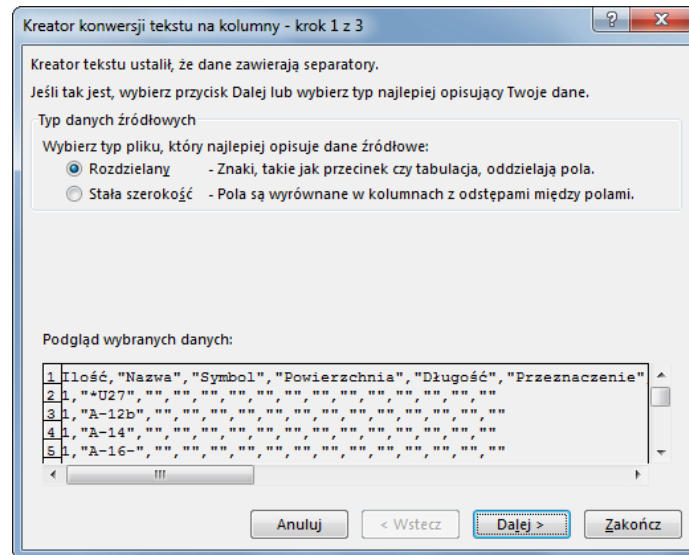 Kreator konwersji tekstu na kolumny - krok 1 z 3
Kreator tekstu ustalił, że dane zawierają separatory.
Jeśli tak jest, wybierz przycisk Dalej lub wybierz typ najlepiej opisujący Twoje dane.
Typ danych źródłowych
Wybierz typ pliku, który najlepiej opisuje dane źródłowe:
Rozdzielany - Znaki, takie jak przecinek czy tabulacja, oddzielają pola.
Stała szerokość - Pola są wyrównane w kolumnach z odstępami między polami.
Podgląd wybranych danych:
1 Ilość,"Nazwa","Symbol","Powierzchnia","Długość","Przeznaczenie"
2 1,"*U27","","","","","","","","","","","",""
3 1,"A-12b","","","","","","","","","","","",""
4 1,"A-14","","","","","","","","","","","",""
5 1,"A-16-","","","","","","","","","","","",""
Anuluj < Wstecz Dalej > Zakończ